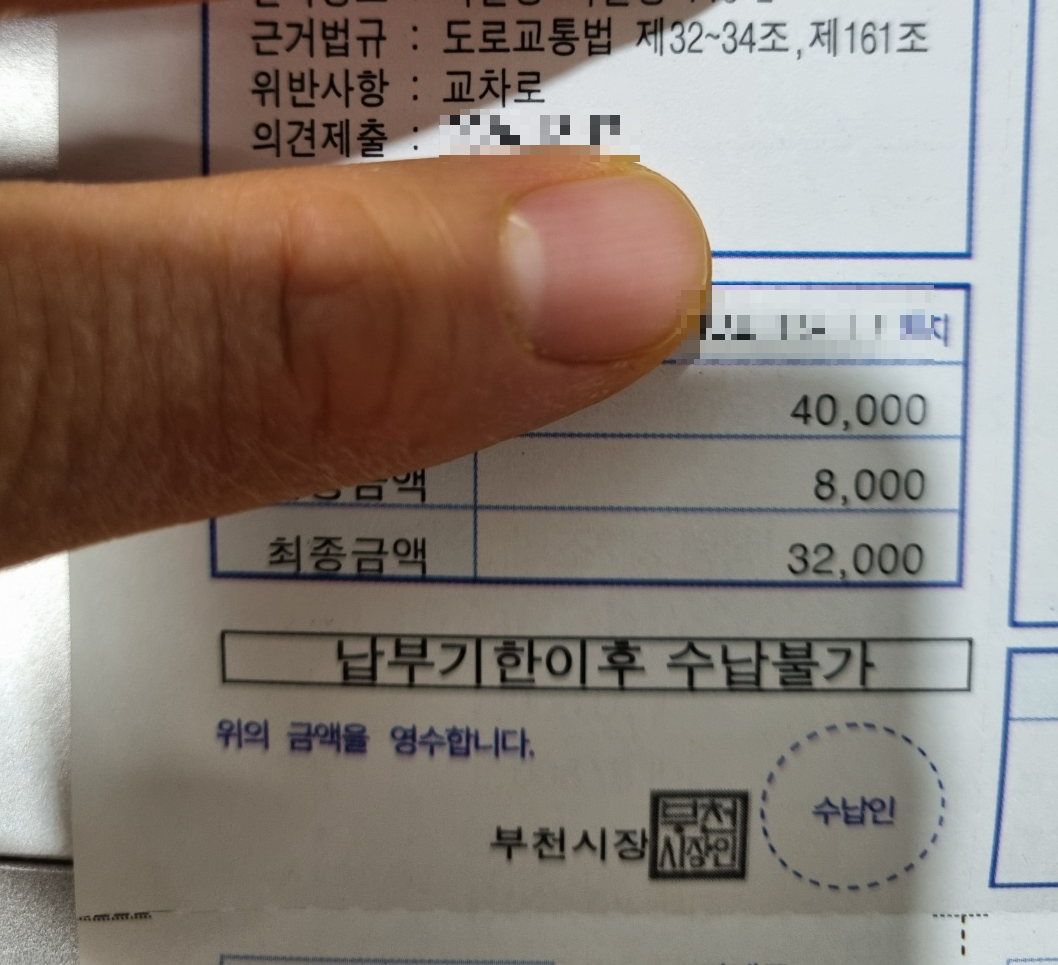 근거법규 : 도로교통법 제32~34조,제161조
위반사항 : 교차로
의견제출 :
40,000
금액 8,000
최종금액 32,000
납부기한이후 수납불가
위의 금액을 영수합니다.
수납인
부천시장 부천시장인